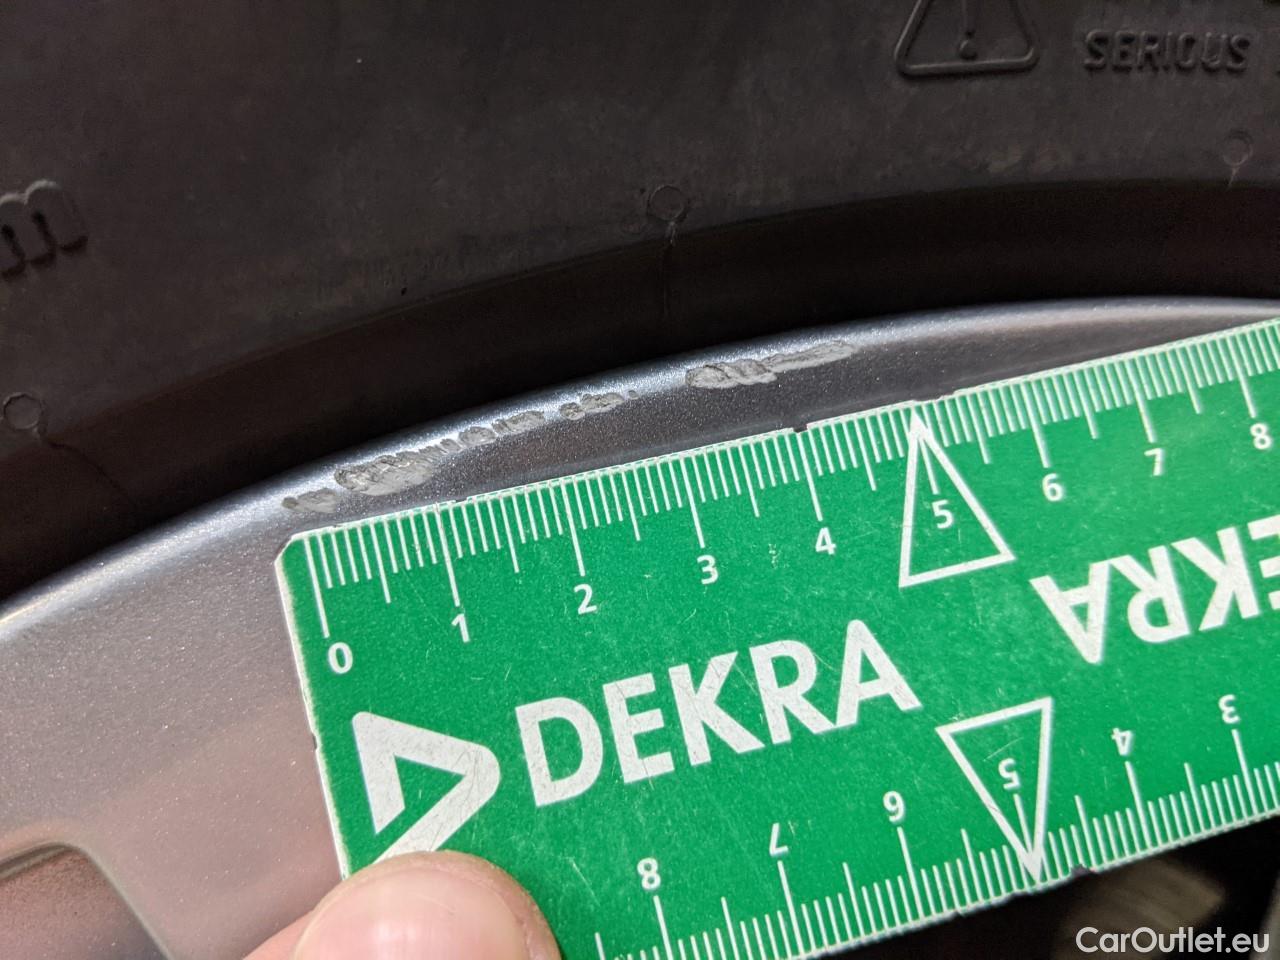 SERIOUS
m
0 1 2 3 4 5 6 7 8
DEKRA
DEKRA
8 7 6 5 4 3
CarOutlet.eu